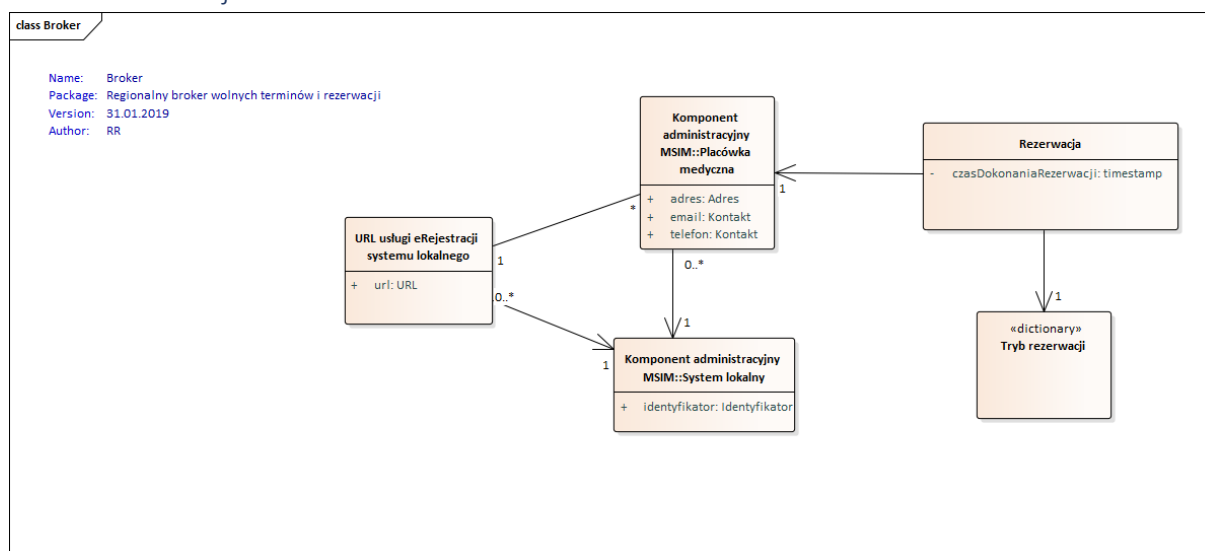 class Broker
Name: Broker
Package: Regionalny broker wolnych terminów i rezerwacji
Version: 31.01.2019
Author: RR
Komponent
administracyjny
MSIM::Placówka
medyczna
+ adres: Adres
+ email: Kontakt
+ telefon: Kontakt
Rezerwacja
- czasDokonaniaRezerwacji: timestamp
1
*
1
0..*
URL usługi eRejestracji
systemu lokalnego
+ url: URL
0..*
1
1
Komponent administracyjny
MSIM::System lokalny
+ identyfikator: Identyfikator
1
«dictionary»
Tryb rezerwacji